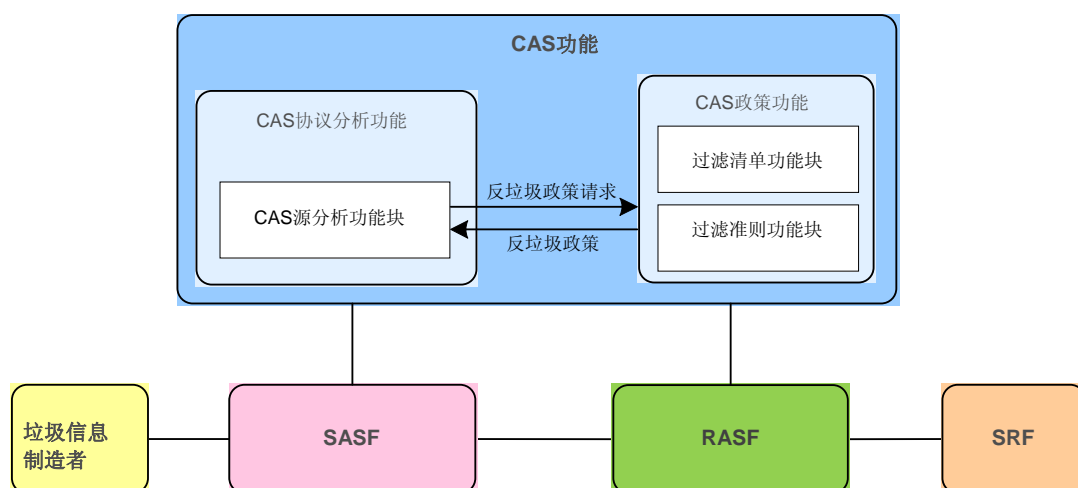 CAS功能
CAS协议分析功能
CAS源分析功能块
反垃圾政策请求
反垃圾政策
CAS政策功能
过滤清单功能块
过滤准则功能块
垃圾信息
制造者
SASF
RASF
SRF